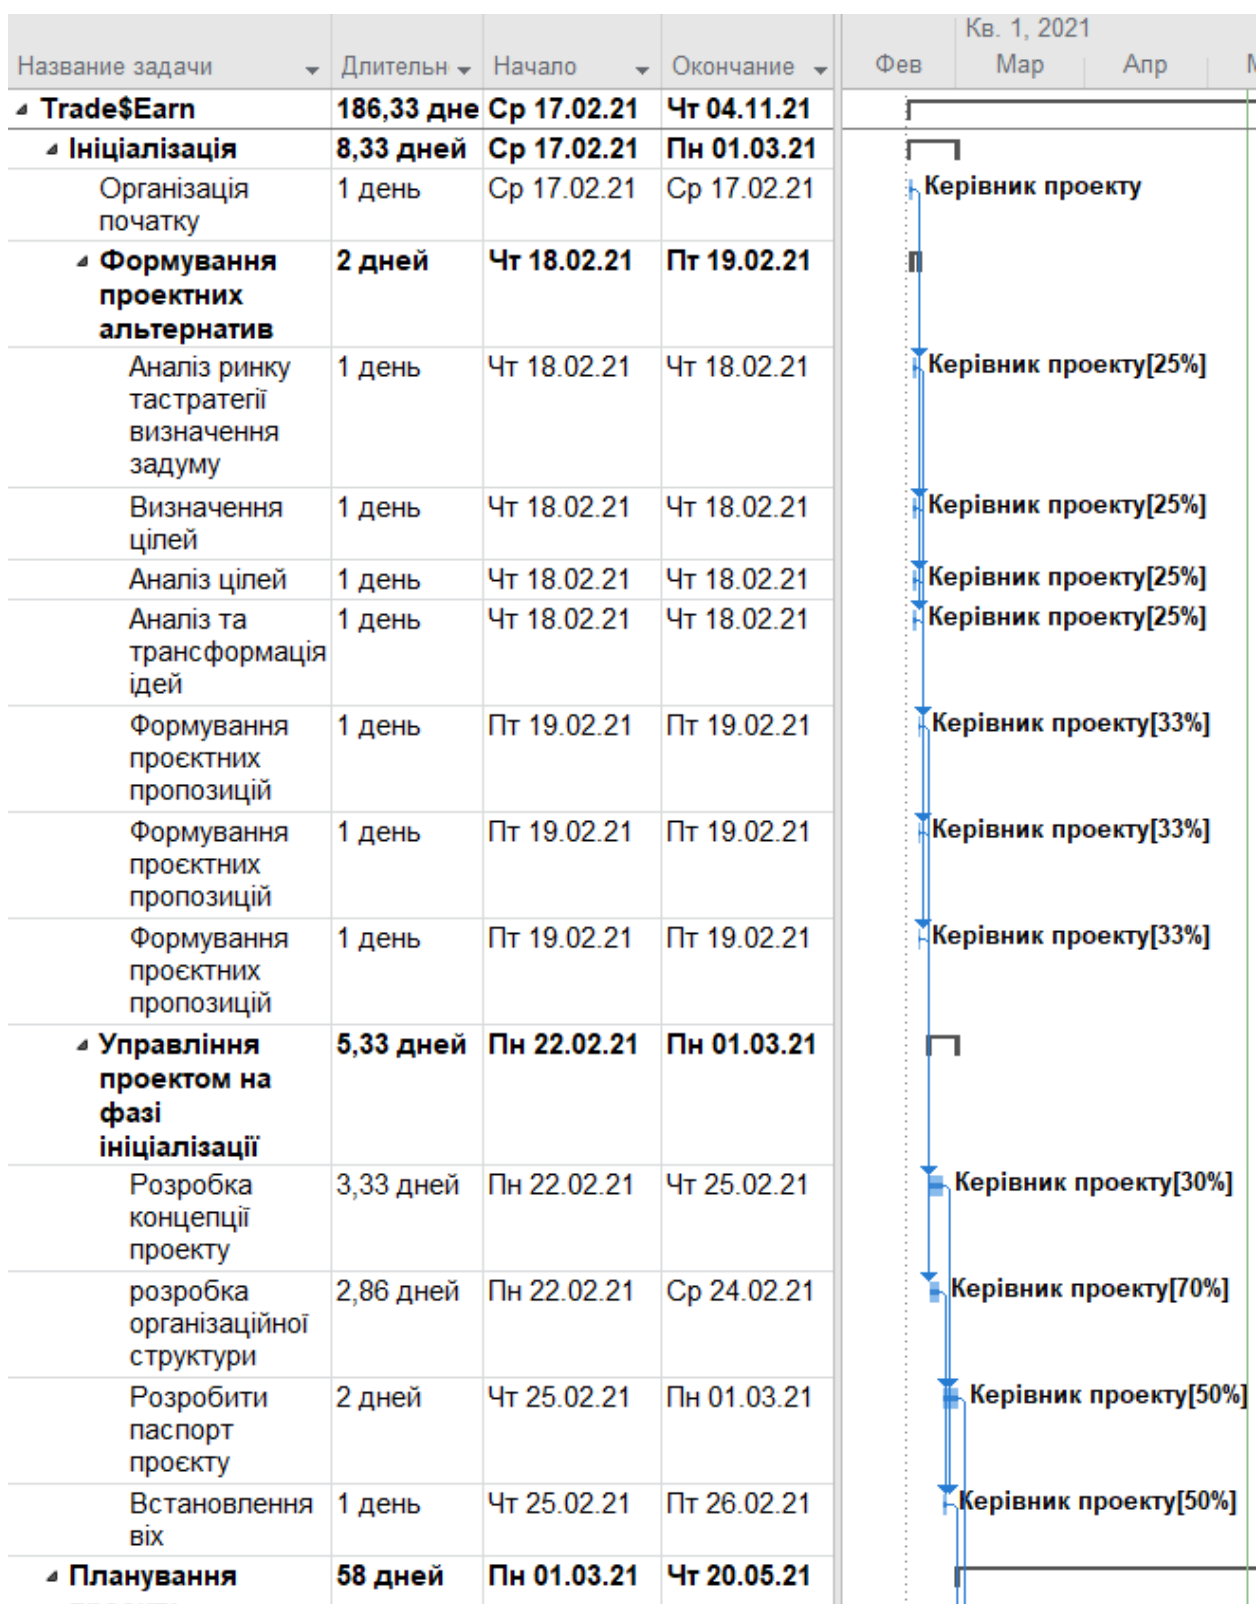 Кв. 1, 2021
Название задачи Длительн Начало Окончание Фев Мар Апр
Trade$Earn 186,33 дне Ср 17.02.21 Чт 04.11.21
Ініціалізація 8,33 дней Ср 17.02.21 Пн 01.03.21
Організація 1 день Ср 17.02.21 Ср 17.02.21 Керівник проекту
початку
Формування 2 дней Чт 18.02.21 Пт 19.02.21
проектних
альтернатив
Аналіз ринку 1 день Чт 18.02.21 Чт 18.02.21 Керівник проекту[25%]
тастратегії
визначення
задуму
Визначення 1 день Чт 18.02.21 Чт 18.02.21 Керівник проекту[25%]
цілей
Аналіз цілей 1 день Чт 18.02.21 Чт 18.02.21 Керівник проекту[25%]
Аналіз та 1 день Чт 18.02.21 Чт 18.02.21 Керівник проекту[25%]
трансформація
ідей
Формування 1 день Пт 19.02.21 Пт 19.02.21 Керівник проекту[33%]
проєктних
пропозицій
Формування 1 день Пт 19.02.21 Пт 19.02.21 Керівник проекту[33%]
проєктних
пропозицій
Формування 1 день Пт 19.02.21 Пт 19.02.21 Керівник проекту[33%]
проєктних
пропозицій
Управління 5,33 дней Пн 22.02.21 Пн 01.03.21
проектом на
фазі
ініціалізації
Розробка 3,33 дней Пн 22.02.21 Чт 25.02.21 Керівник проекту[30%]
концепції
проекту
розробка 2,86 дней Пн 22.02.21 Ср 24.02.21 Керівник проекту[70%]
організаційної
структури
Розробити 2 дней Чт 25.02.21 Пн 01.03.21 Керівник проекту[50%]
паспорт
проєкту
Встановлення 1 день Чт 25.02.21 Пт 26.02.21 Керівник проекту[50%]
віх
Планування 58 дней Пн 01.03.21 Чт 20.05.21